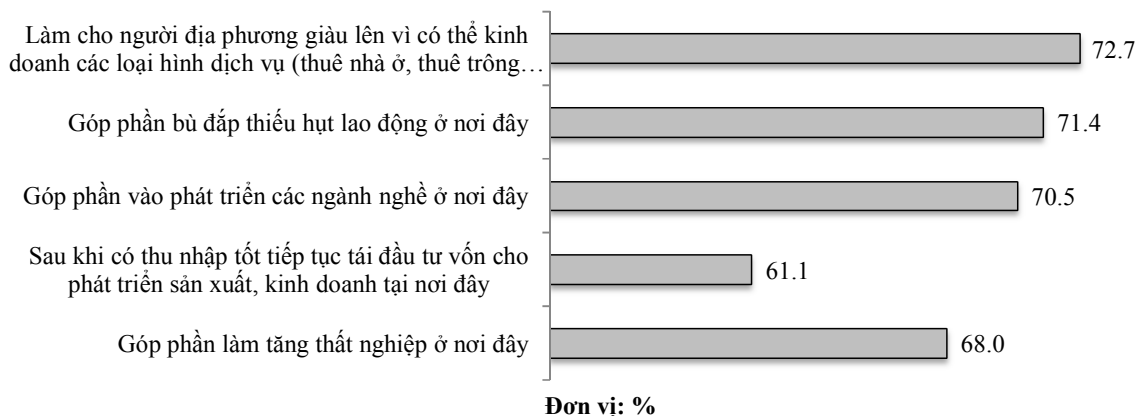 Làm cho người địa phương giàu lên vì có thể kinh
doanh các loại hình dịch vụ (thuê nhà ở, thuê trông…
72.7
Góp phần bù đắp thiếu hụt lao động ở nơi đây
71.4
Góp phần vào phát triển các ngành nghề ở nơi đây
70.5
Sau khi có thu nhập tốt tiếp tục tái đầu tư vốn cho
phát triển sản xuất, kinh doanh tại nơi đây
61.1
Góp phần làm tăng thất nghiệp ở nơi đây
68.0
Đơn vị: %